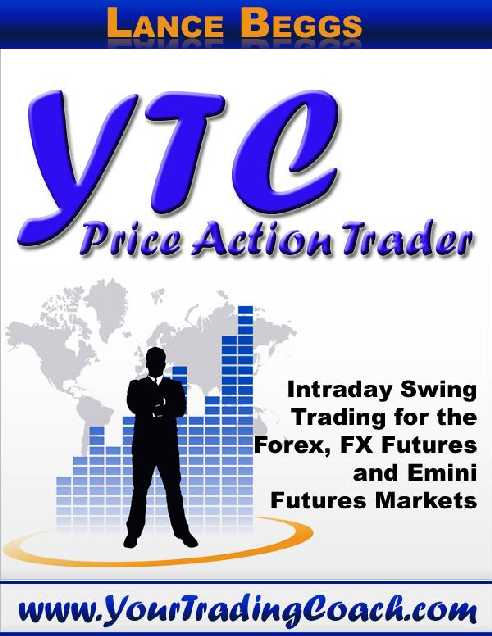 LANCE BEGGS
YTC
Price Action Trader
Intraday Swing
Trading for the
Forex, FX Futures
and Emini
Futures Markets
www.YourTradingCoach.com